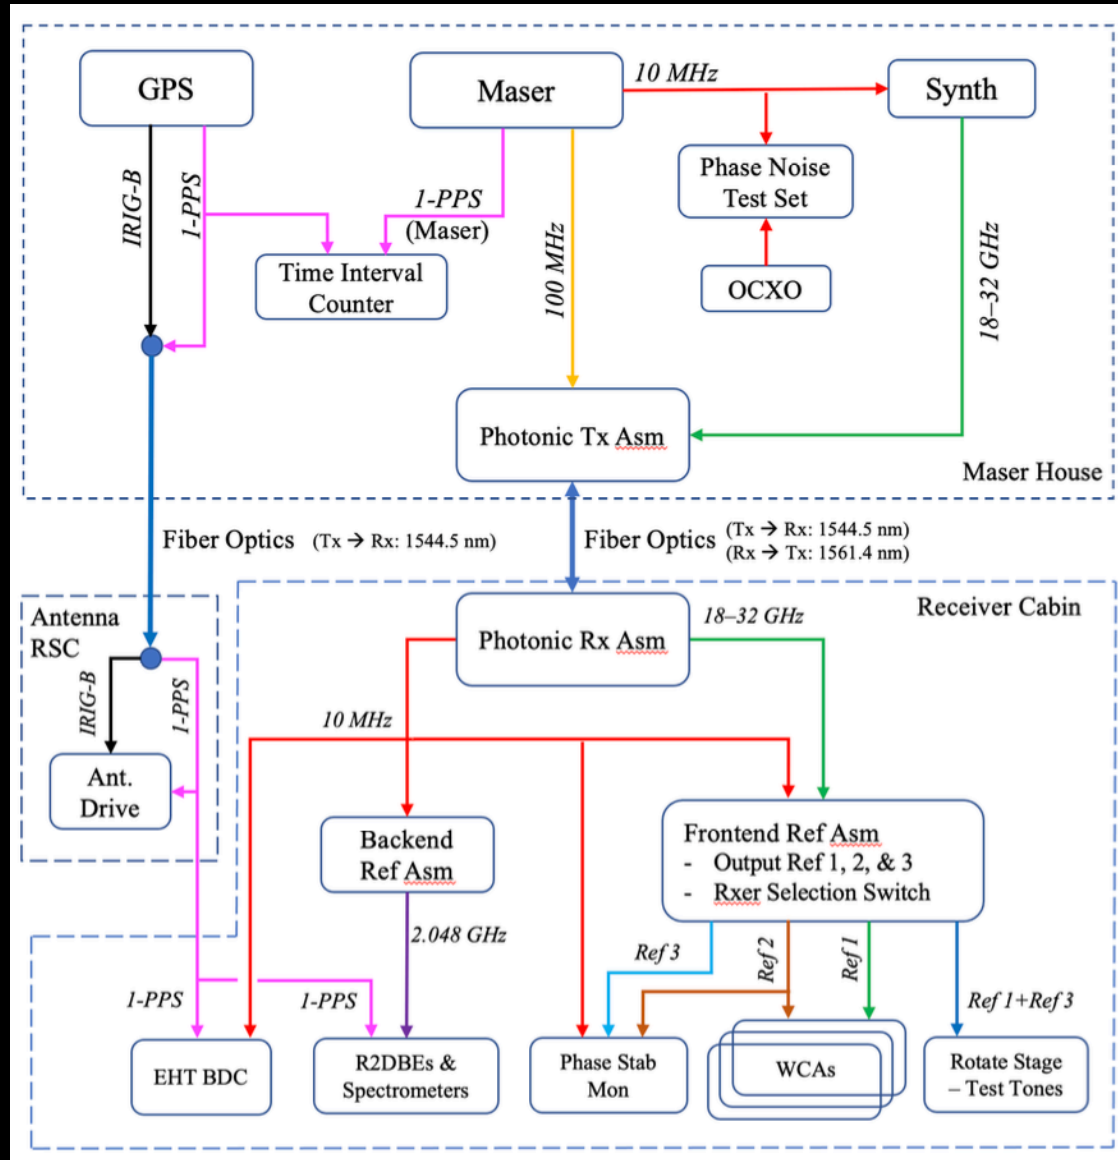 GPS
Maser
10 MHz
Synth
IRIG-B
1-PPS
1-PPS
(Maser)
Phase Noise
Test Set
Time Interval
Counter
100 MHz
OCXO
18–32 GHz
Photonic Tx Asm
Maser House
Fiber Optics (Tx → Rx: 1544.5 nm)
Fiber Optics (Tx → Rx: 1544.5 nm)
(Rx → Tx: 1561.4 nm)
Antenna
RSC
Receiver Cabin
Photonic Rx Asm
18–32 GHz
IRIG-B
1-PPS
10 MHz
Ant.
Drive
Backend
Ref Asm
Frontend Ref Asm
- Output Ref 1, 2, & 3
- Rxer Selection Switch
2.048 GHz
Ref 3
Ref 2
Ref 1
Ref 1+Ref 3
1-PPS
1-PPS
EHT BDC
R2DBEs &
Spectrometers
Phase Stab
Mon
WCAs
Rotate Stage
– Test Tones